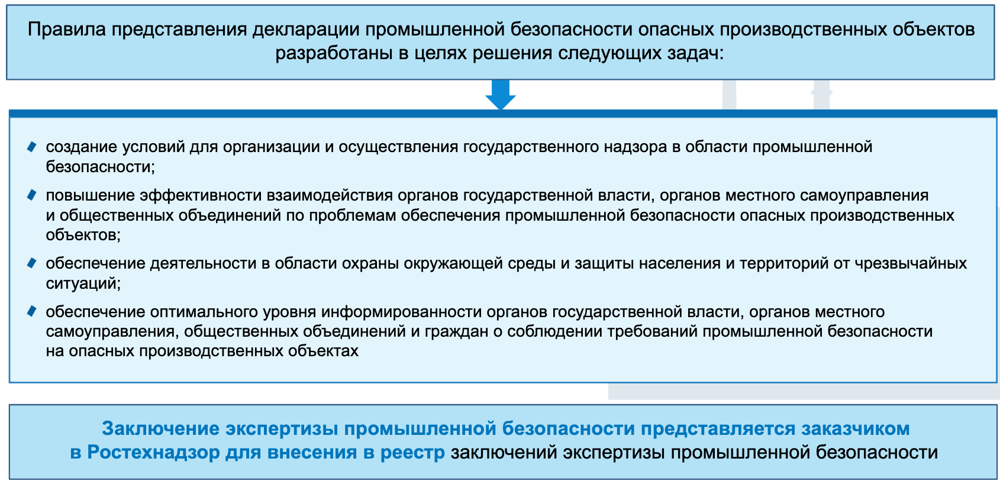 Правила представления декларации промышленной безопасности опасных производственных объектов
разработаны в целях решения следующих задач:
создание условий для организации и осуществления государственного надзора в области промышленной
безопасности;
повышение эффективности взаимодействия органов государственной власти, органов местного самоуправления
и общественных объединений по проблемам обеспечения промышленной безопасности опасных производственных
объектов;
обеспечение деятельности в области охраны окружающей среды и защиты населения и территорий от чрезвычайных
ситуаций;
обеспечение оптимального уровня информированности органов государственной власти, органов местного
самоуправления, общественных объединений и граждан о соблюдении требований промышленной безопасности
на опасных производственных объектах
Заключение экспертизы промышленной безопасности представляется заказчиком
в Ростехнадзор для внесения в реестр заключений экспертизы промышленной безопасности